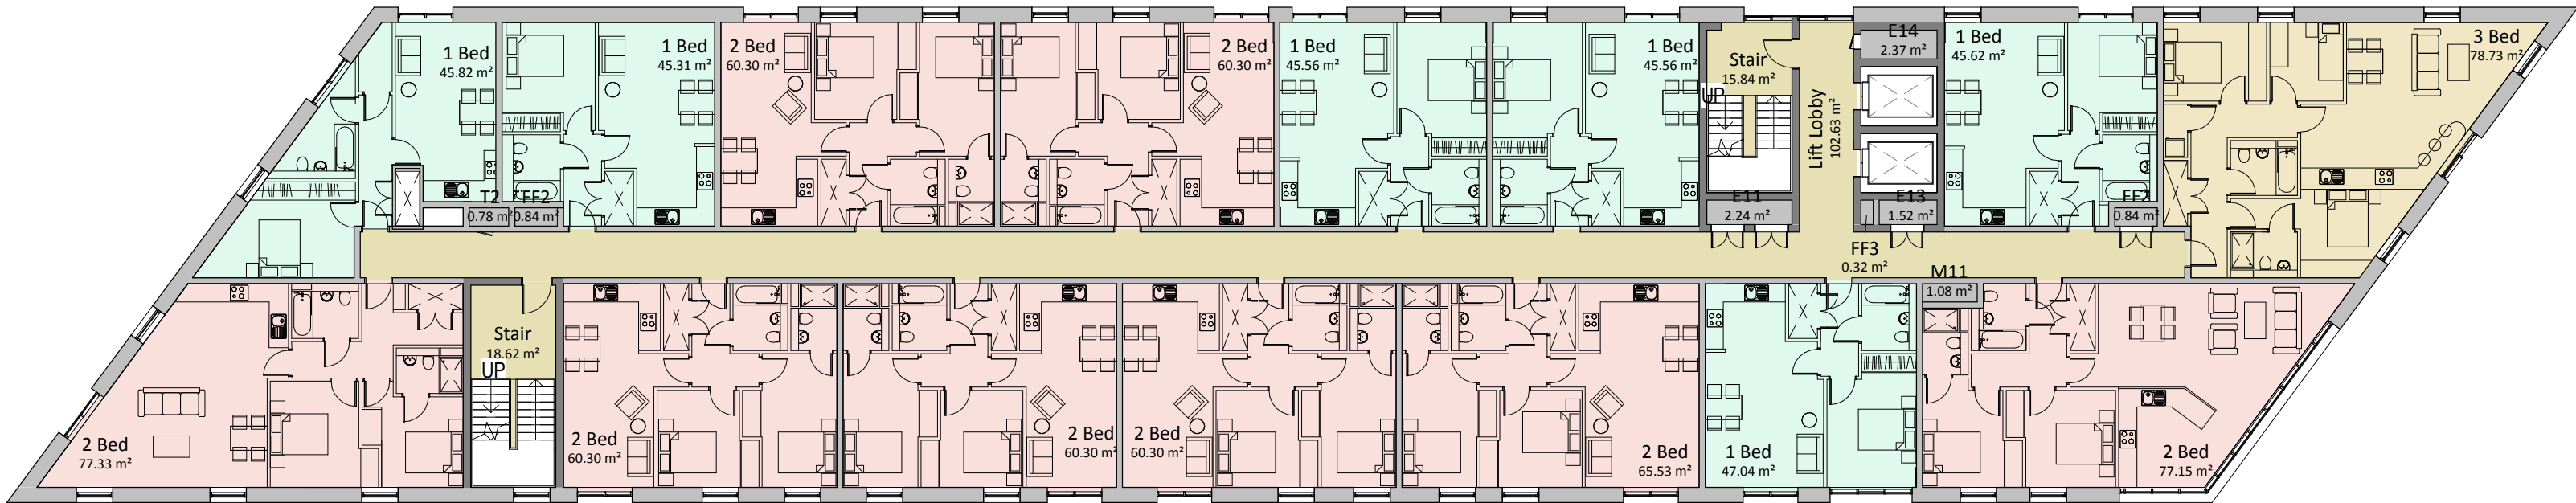 1 Bed
45.82 m²
1 Bed
45.31 m²
2 Bed
60.30 m²
2 Bed
60.30 m²
1 Bed
45.56 m²
1 Bed
45.56 m²
Stair
15.84 m²
UP
Lift Lobby
102.63 m²
E14
2.37 m²
1 Bed
45.62 m²
3 Bed
78.73 m²
T2
0.78 m²
FF2
0.84 m²
E11
2.24 m²
E13
1.52 m²
0.84 m²
FF3
0.32 m²
M11
1.08 m²
Stair
18.62 m²
UP
2 Bed
77.33 m²
2 Bed
60.30 m²
2 Bed
60.30 m²
2 Bed
60.30 m²
2 Bed
65.53 m²
1 Bed
47.04 m²
2 Bed
77.15 m²